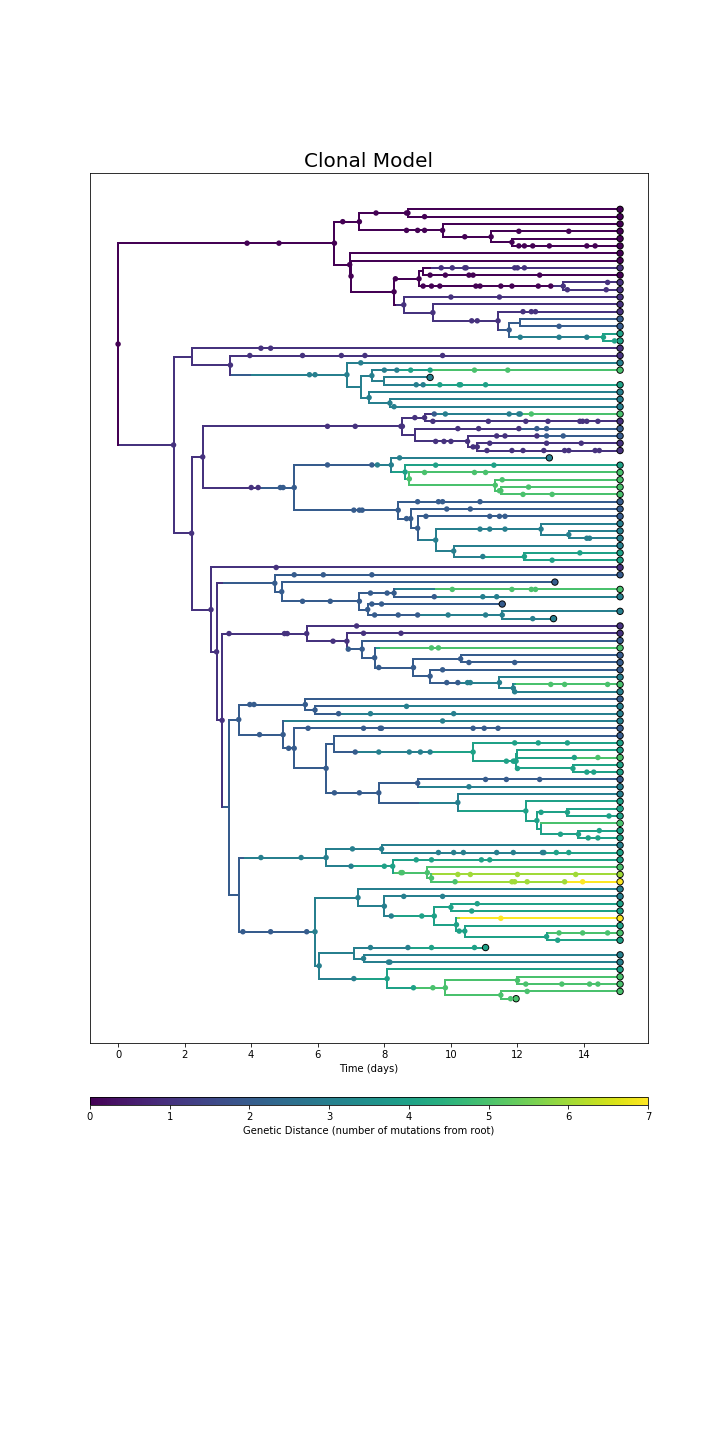 Clonal Model
0 2 4 6 8 10 12 14
Time (days)
0 1 2 3 4 5 6 7
Genetic Distance (number of mutations from root)